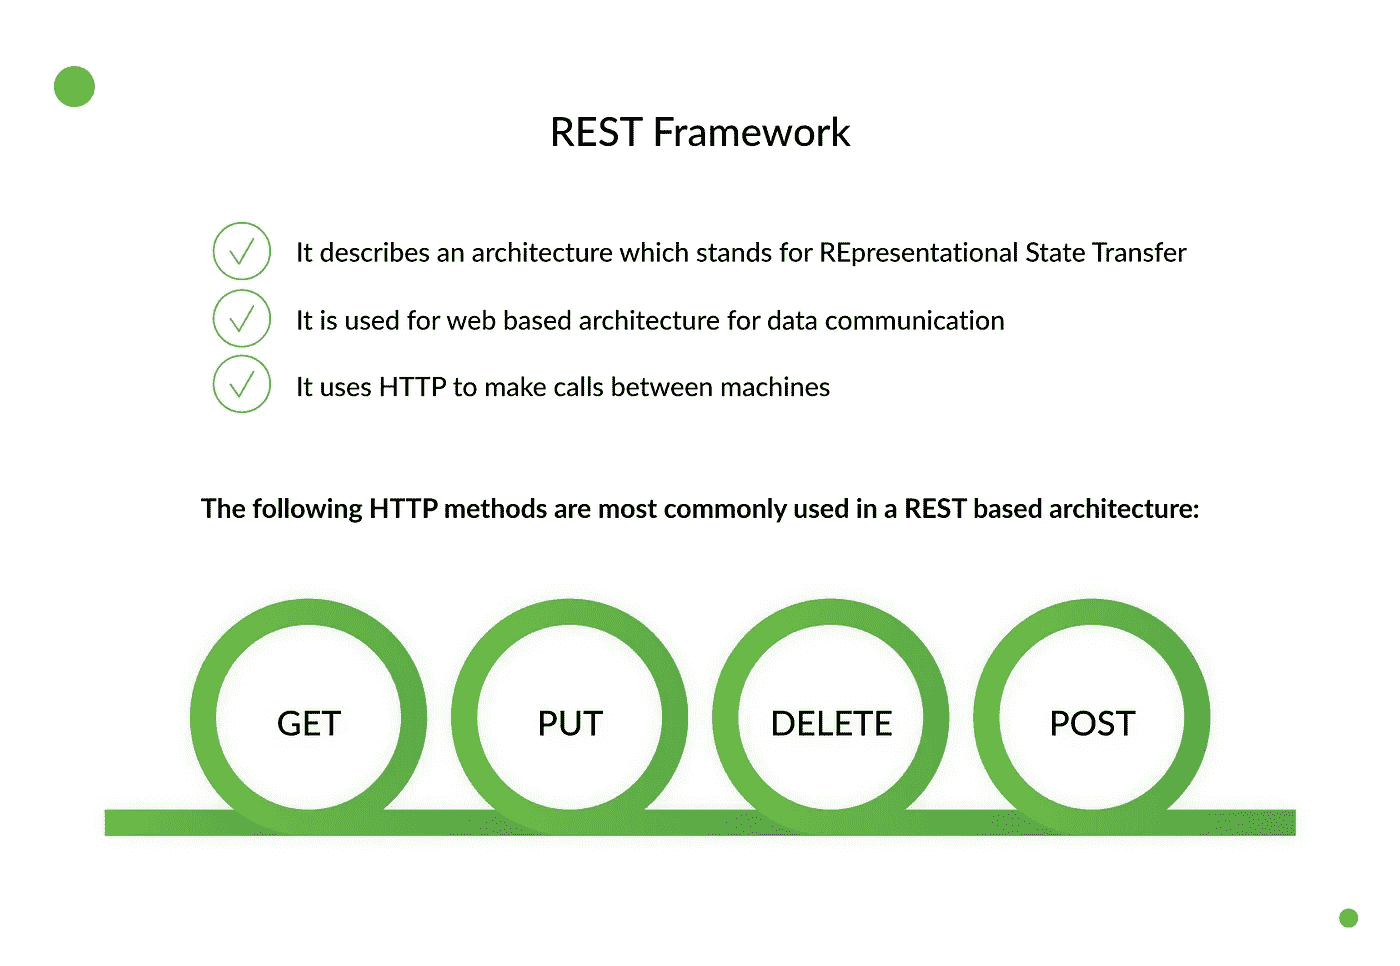 REST Framework
It describes an architecture which stands for REpresentational State Transfer
It is used for web based architecture for data communication
It uses HTTP to make calls between machines
The following HTTP methods are most commonly used in a REST based architecture:
GET
PUT
DELETE
POST